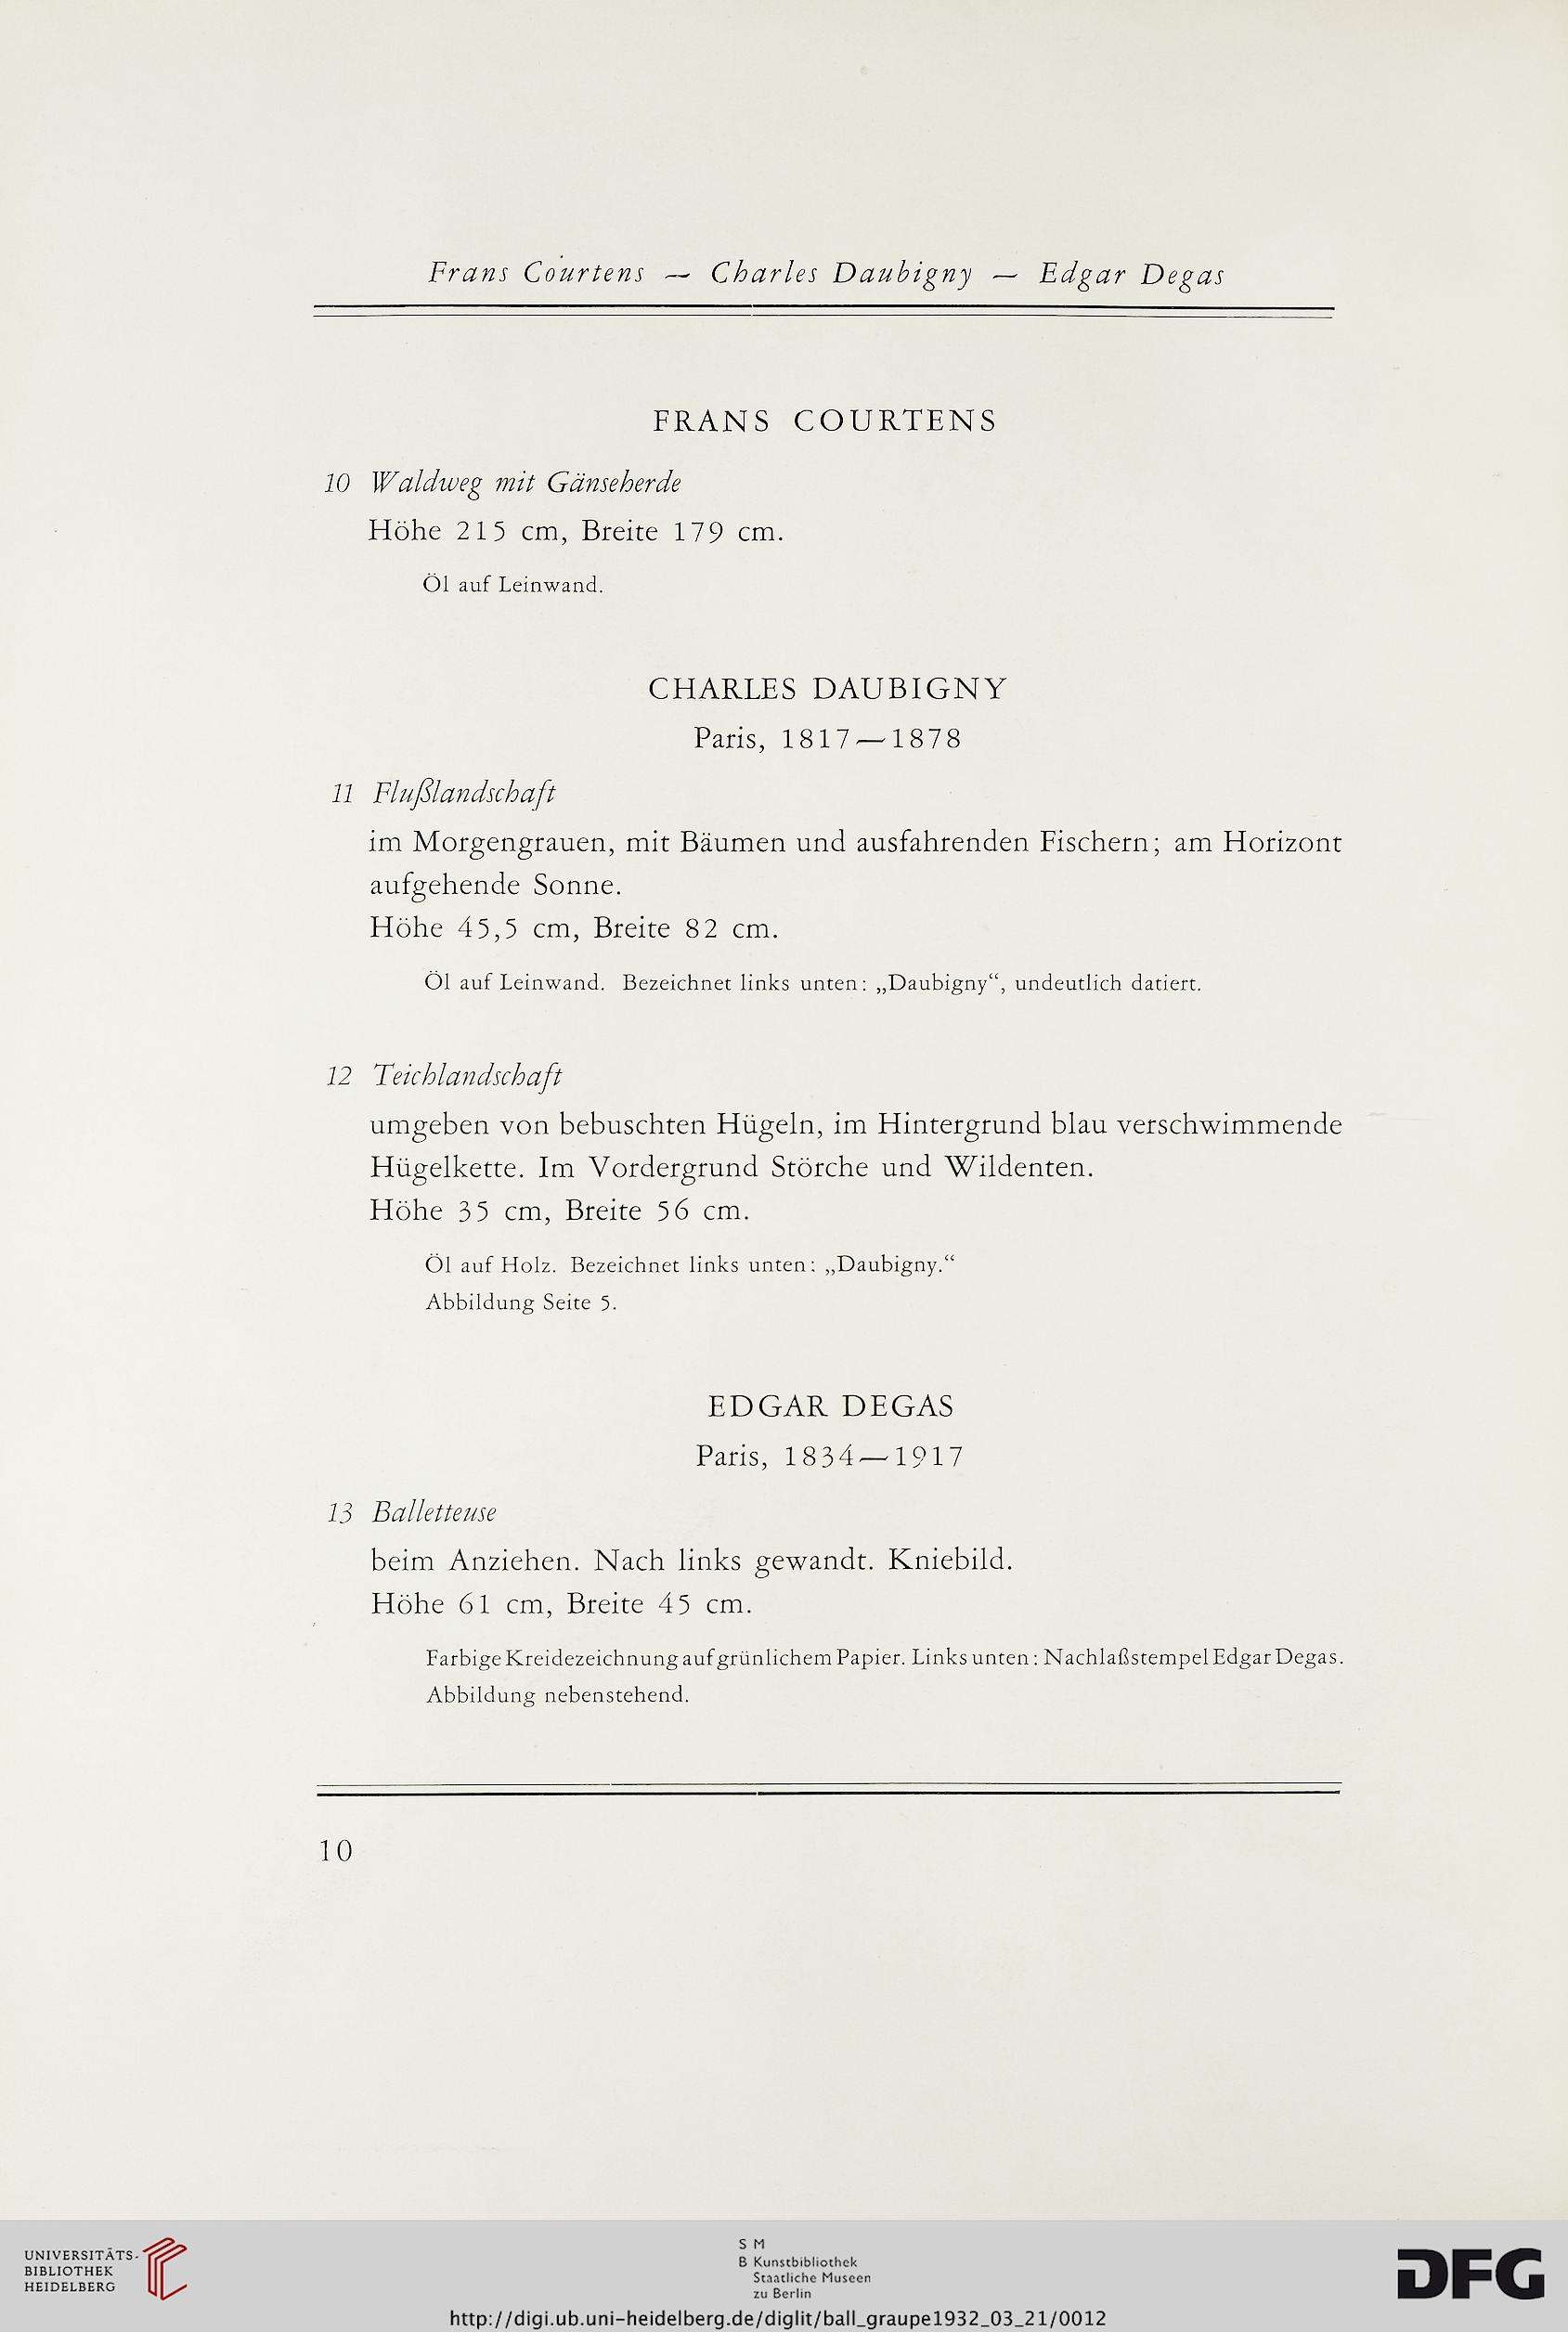 Frans Courtens — Charles Daubigny — Edgar Degas
FRANS COURTENS
10 Waldweg mit Gänseherde
Höhe 215 cm, Breite 179 cm.
Öl auf Leinwand.
CHARLES DAUBIGNY
Paris, 1817—1878
11 Flußlandschaft
im Morgengrauen, mit Bäumen und ausfahrenden Fischern; am Horizont
aufgehende Sonne.
Höhe 45,5 cm, Breite 82 cm.
Öl auf Leinwand. Bezeichnet links unten: „Daubigny“, undeutlich datiert.
12 Teichlandschaft
umgeben von bebuschten Hügeln, im Hintergrund blau verschwimmende
Hügelkette. Im Vordergrund Störche und Wildenten.
Höhe 35 cm, Breite 56 cm.
Öl auf Holz. Bezeichnet links unten: „Daubigny.“
Abbildung Seite 5.
EDGAR DEGAS
Paris, 1834—1917
13 Balletteuse
beim Anziehen. Nach links gewandt. Kniebild.
Höhe 61 cm, Breite 45 cm.
Farbige Kreidezeichnung auf grünlichem Papier. Links unten: Nachlaßstempel Edgar Degas.
Abbildung nebenstehend.
10
UNIVERSITÄTS-
BIBLIOTHEK
HEIDELBERG
S M
B Kunstbibliothek
Staatliche Museen
zu Berlin
DFG
http://digi.ub.uni-heidelberg.de/diglit/ball_graupe1932_03_21/0012